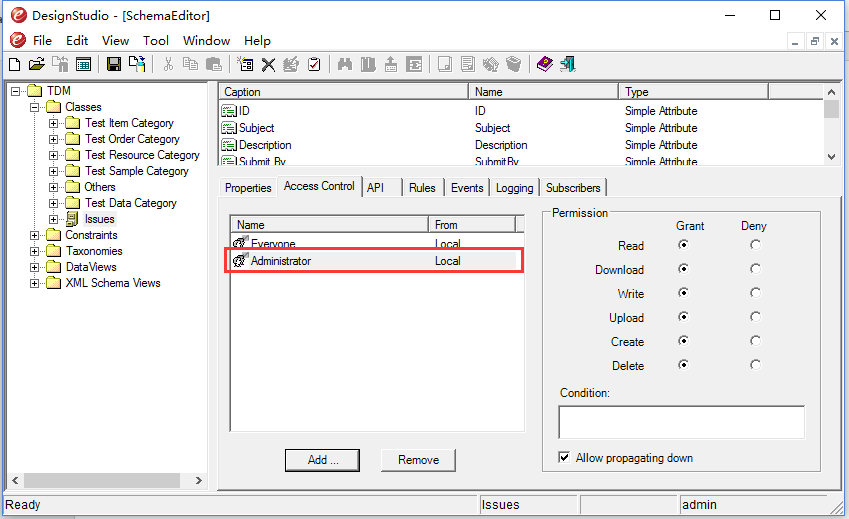 DesignStudio - [SchemaEditor]
File Edit View Tool Window Help
TDM
Classes
Test Item Category
Test Order Category
Test Resource Category
Test Sample Category
Others
Test Data Category
Issues
Constraints
Taxonomies
DataViews
XML Schema Views
Caption Name Type
ID ID Simple Attribute
Subject Subject Simple Attribute
Description Description Simple Attribute
Submit By SubmitBy Simple Attribute
Properties Access Control API Rules Events Logging Subscribers
Name From
Everyone Local
Administrator Local
Add ... Remove
Permission
Grant Deny
Read
Download
Write
Upload
Create
Delete
Condition:
Allow propagating down
Ready Issues admin